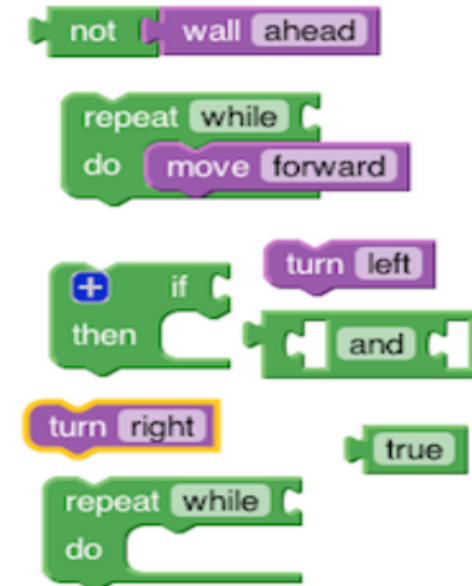 not wall ahead
repeat while
do move forward
turn left
if
then
and
turn right
true
repeat while
do